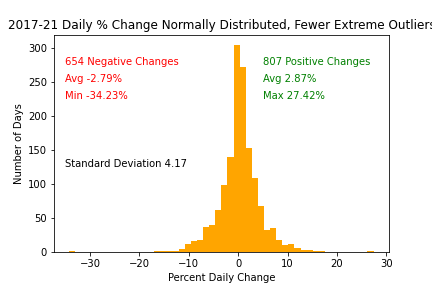 2017-21 Daily % Change Normally Distributed, Fewer Extreme Outliers
654 Negative Changes
Avg -2.79%
Min -34.23%
807 Positive Changes
Avg 2.87%
Max 27.42%
Standard Deviation 4.17
Number of Days
300
250
200
150
100
50
0
−30
−20
−10
0
10
20
30
Percent Daily Change